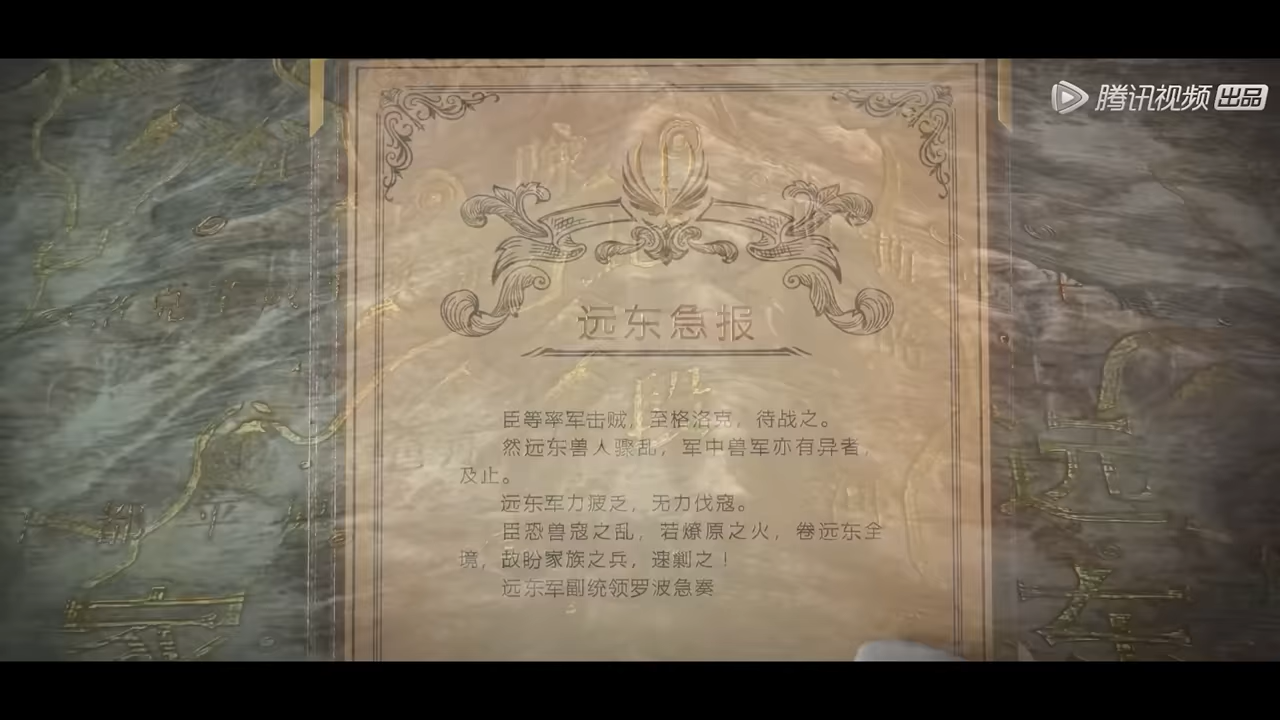 腾讯视频 出品
远东急报
臣等率军击贼，至格洛克，待战之。
然远东兽人骤乱，军中兽军亦有异者，
及止。
远东军力疲乏，无力伐寇。
臣恐兽寇之乱，若燎原之火，卷远东全
境，故盼家族之兵，速剿之！
远东军副统领罗波急奏
远
东